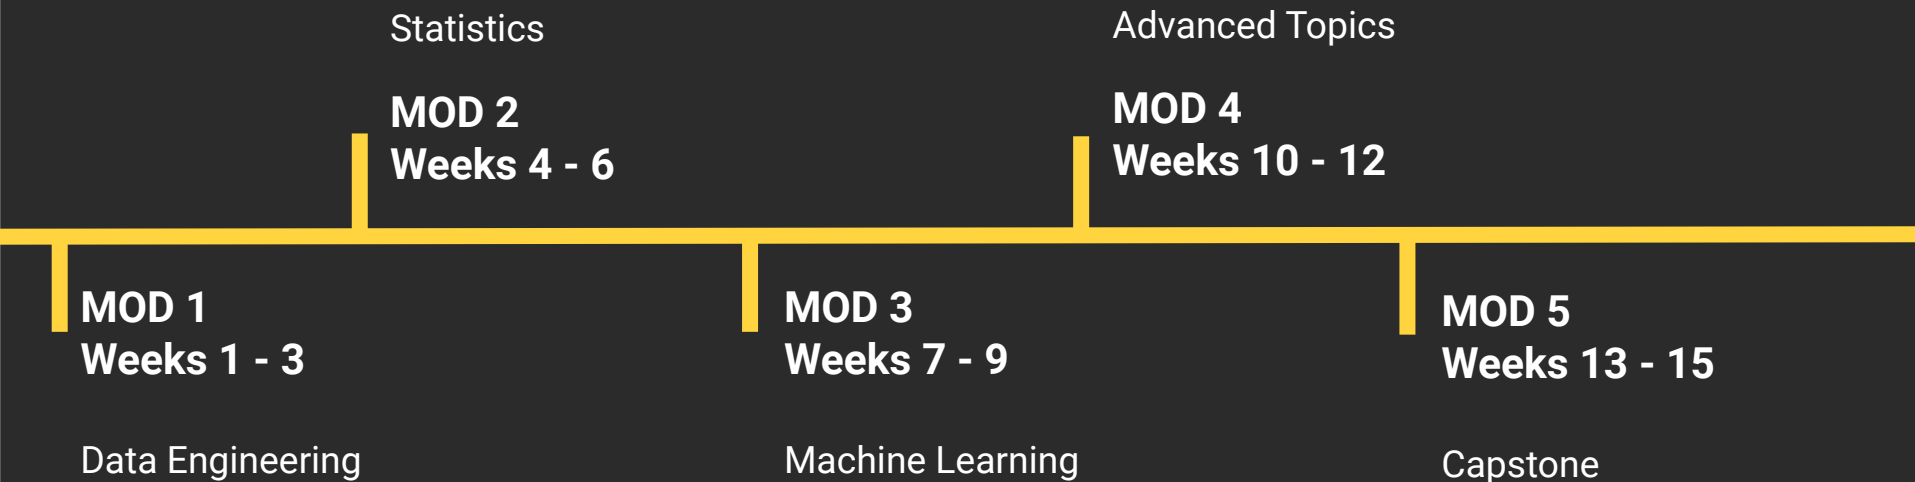 Statistics
MOD 2
Weeks 4 - 6
Advanced Topics
MOD 4
Weeks 10 - 12
MOD 1
Weeks 1 - 3
Data Engineering
MOD 3
Weeks 7 - 9
Machine Learning
MOD 5
Weeks 13 - 15
Capstone